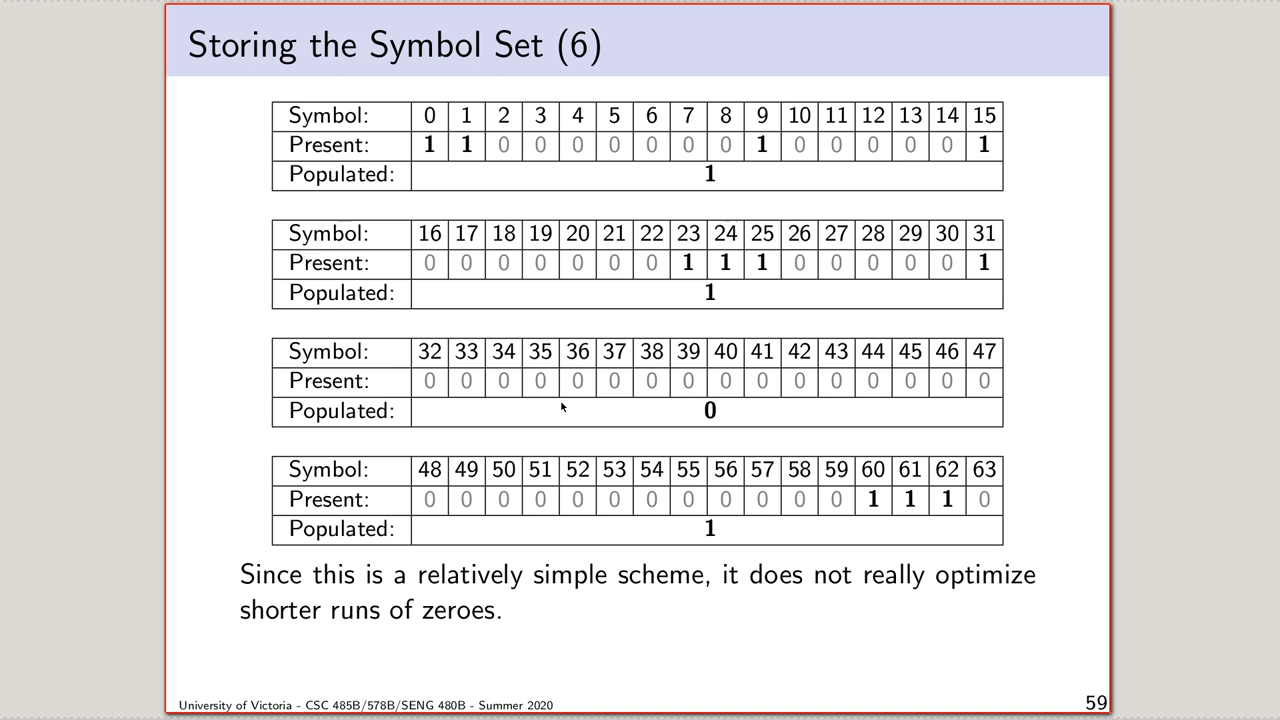 Storing the Symbol Set (6)
Symbol: 0 1 2 3 4 5 6 7 8 9 10 11 12 13 14 15
Present: 1 1 0 0 0 0 0 0 0 1 0 0 0 0 0 1
Populated: 1
Symbol: 16 17 18 19 20 21 22 23 24 25 26 27 28 29 30 31
Present: 0 0 0 0 0 0 0 1 1 1 0 0 0 0 0 1
Populated: 1
Symbol: 32 33 34 35 36 37 38 39 40 41 42 43 44 45 46 47
Present: 0 0 0 0 0 0 0 0 0 0 0 0 0 0 0 0
Populated: 0
Symbol: 48 49 50 51 52 53 54 55 56 57 58 59 60 61 62 63
Present: 0 0 0 0 0 0 0 0 0 0 0 0 1 1 1 0
Populated: 1
Since this is a relatively simple scheme, it does not really optimize
shorter runs of zeroes.
University of Victoria - CSC 485B/578B/SENG 480B - Summer 2020 59